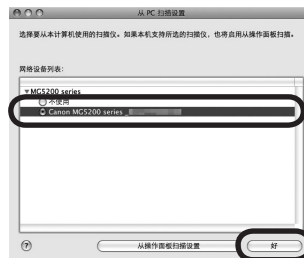 从 PC 扫描设置
选择要从本计算机使用的扫描仪。如果本机支持所选的扫描仪，也将启用从操作面板扫描。
网络设备列表:
▼MG5200 series
不使用
Canon MG5200 series _
? 从操作面板扫描设置 好